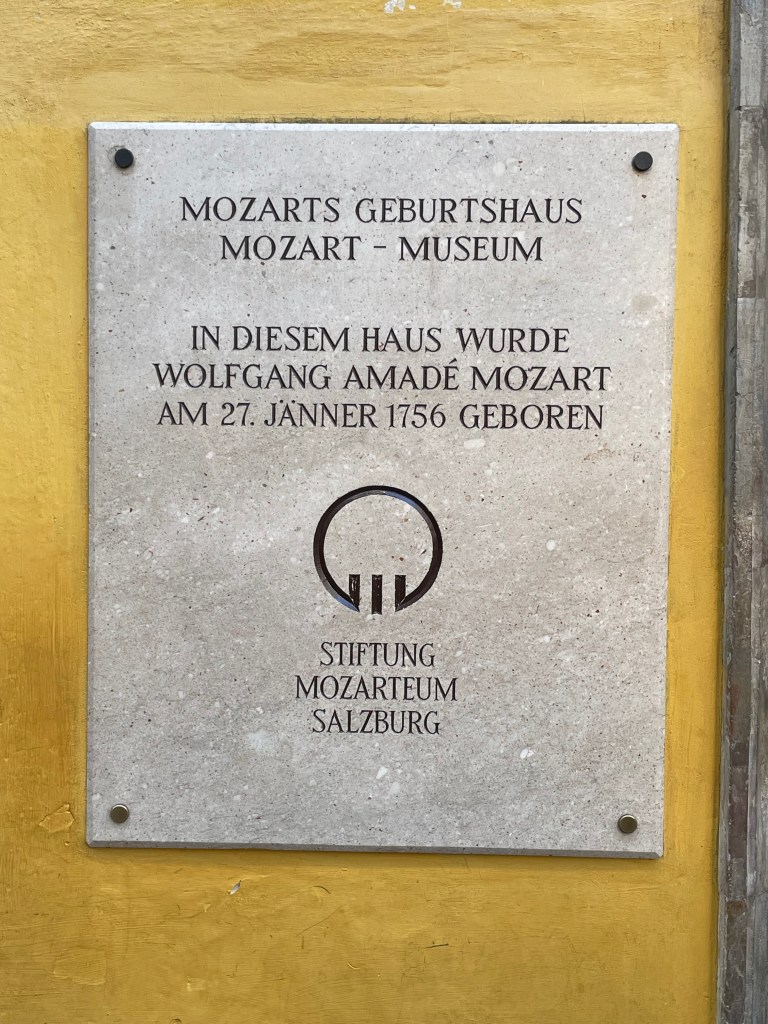 MOZARTS GEBURTSHAUS
MOZART - MUSEUM
IN DIESEM HAUS WURDE
WOLFGANG AMADÉ MOZART
AM 27. JÄNNER 1756 GEBOREN
STIFTUNG
MOZARTEUM
SALZBURG